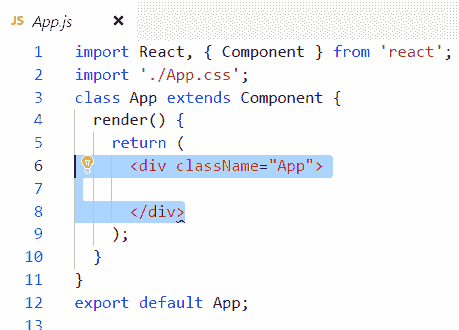 JS App.js ×
1 import React, { Component } from 'react';
2 import './App.css';
3 class App extends Component {
4 render() {
5 return (
6 <div className="App">
7
8 </div>
9 );
10 }
11 }
12 export default App;
13